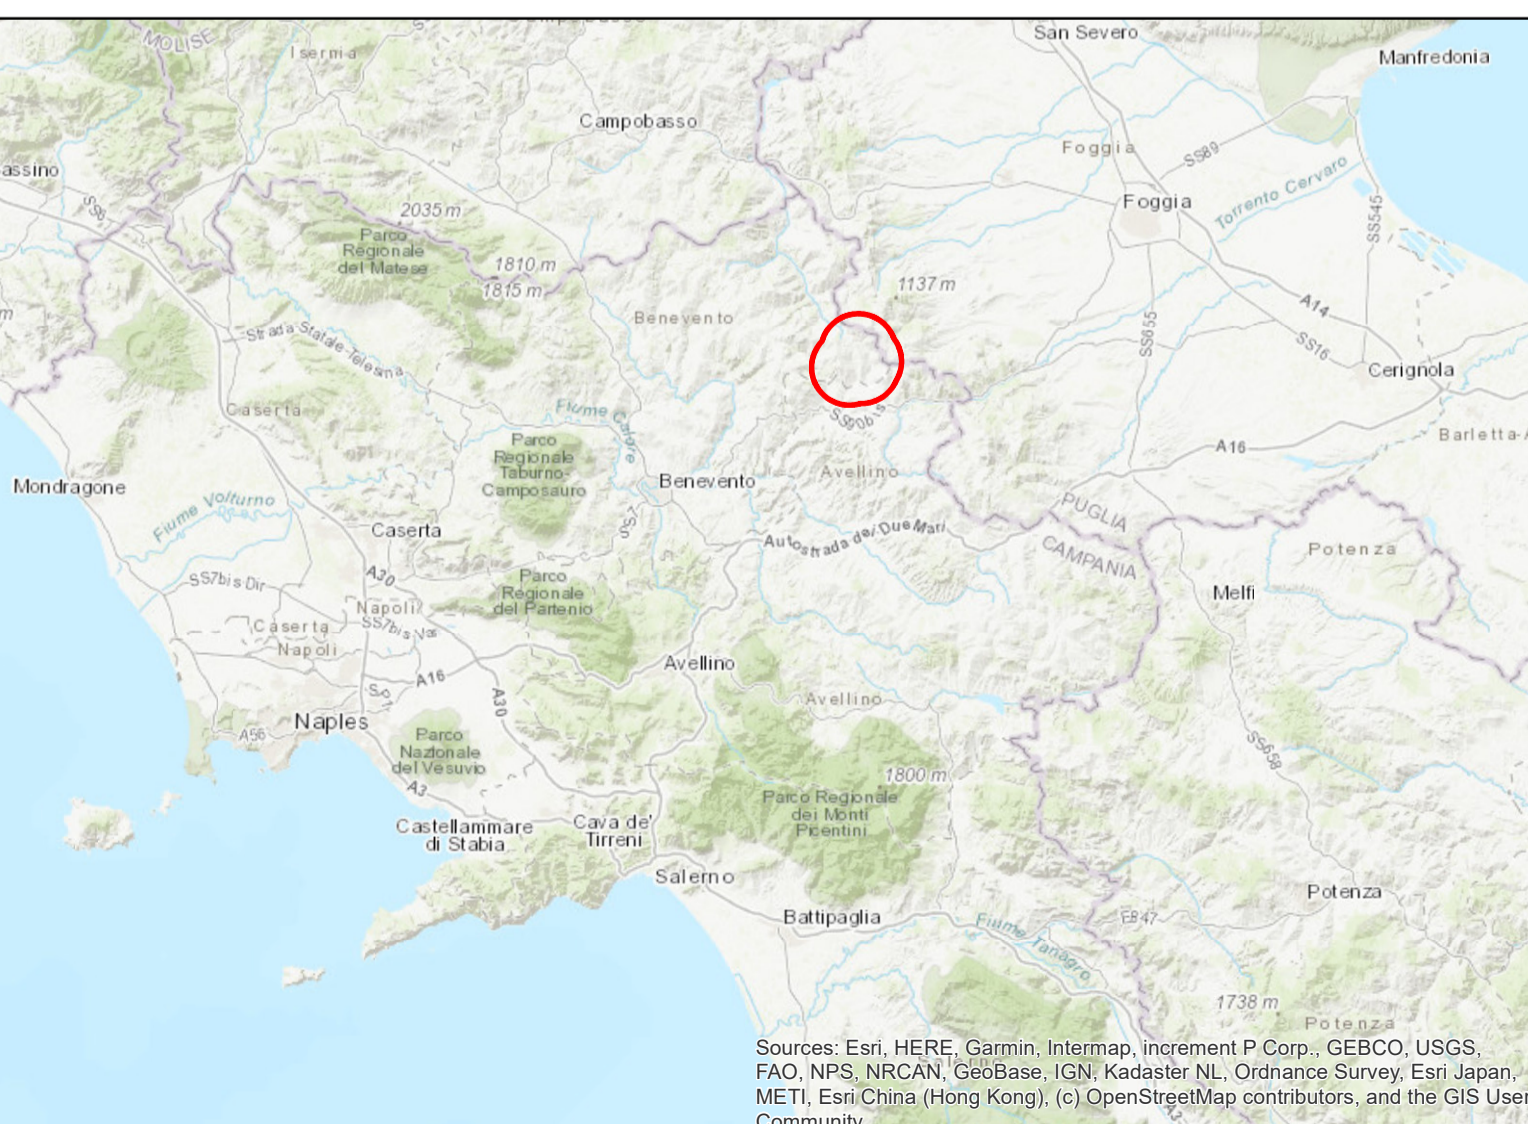 MOLISE
Isernia
San Severo
Manfredonia
Campobasso
assino
Foggia
SS89
Torrento Cervaro
S96
2035 m
Foggia
SS545
Parco
Regionale
del Matese
1810 m
1815 m
1137 m
m
Benevento
A14
SS655
SS16
Strada Statale Telesina
Cerignola
Caserta
Fiume Calore
SS90bis
Barletta-A
Parco
Regionale
Taburno-
Camposauro
A16
Avellino
Mondragone
Benevento
Fiume Volturno
PUGLIA
SS7
Caserta
Autostrada dei Due Mari
CAMPANIA
Potenza
A30
SS7bis Dir
Parco
Regionale
del Partenio
Melfi
Napoli
SS7bis Var
Caserta
Napoli
Avellino
A16
SP1
A30
Avellino
Naples
A56
Parco
Nazionale
del Vesuvio
SS658
1800 m
A3
Parco Regionale
dei Monti
Picentini
Castellammare
di Stabia
Cava de'
Tirreni
Salerno
Potenza
Battipaglia
E847
Fiume Tanagro
1738 m
Potenza
Salerno
Sources: Esri, HERE, Garmin, Intermap, increment P Corp., GEBCO, USGS,
FAO, NPS, NRCAN, GeoBase, IGN, Kadaster NL, Ordnance Survey, Esri Japan,
METI, Esri China (Hong Kong), (c) OpenStreetMap contributors, and the GIS User
Community
A3